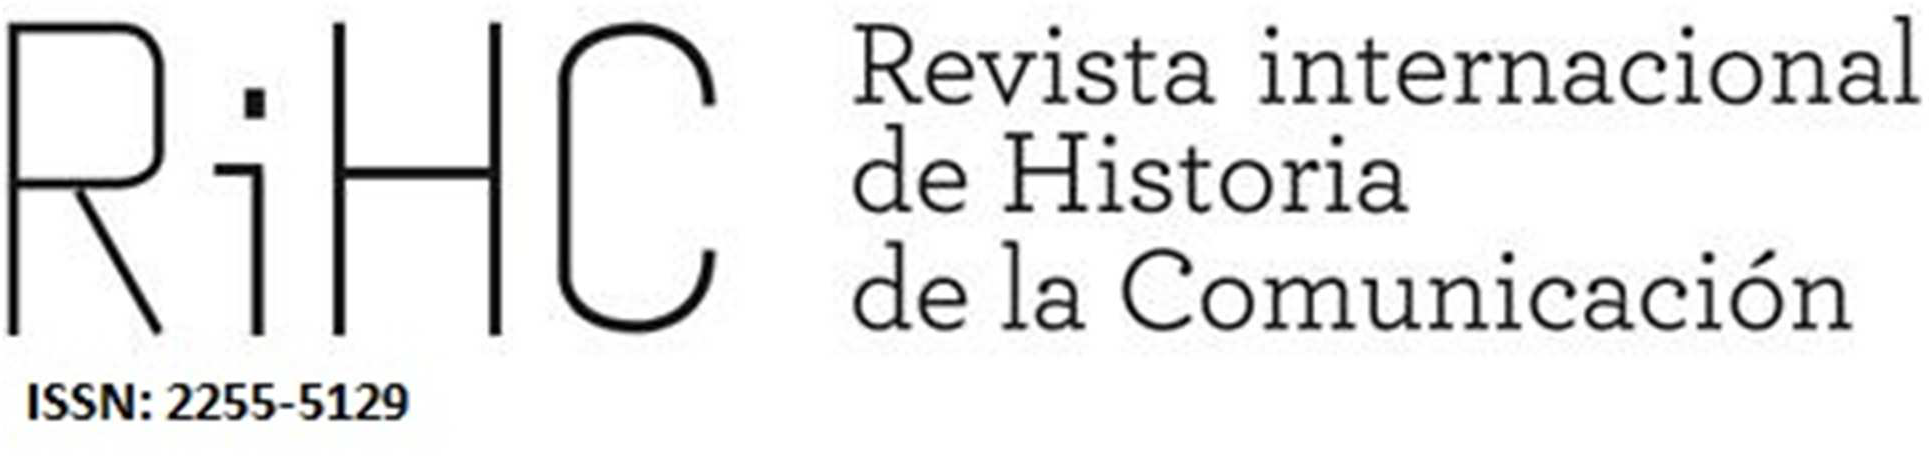 RiHC
Revista internacional
de Historia
de la Comunicación
ISSN: 2255-5129